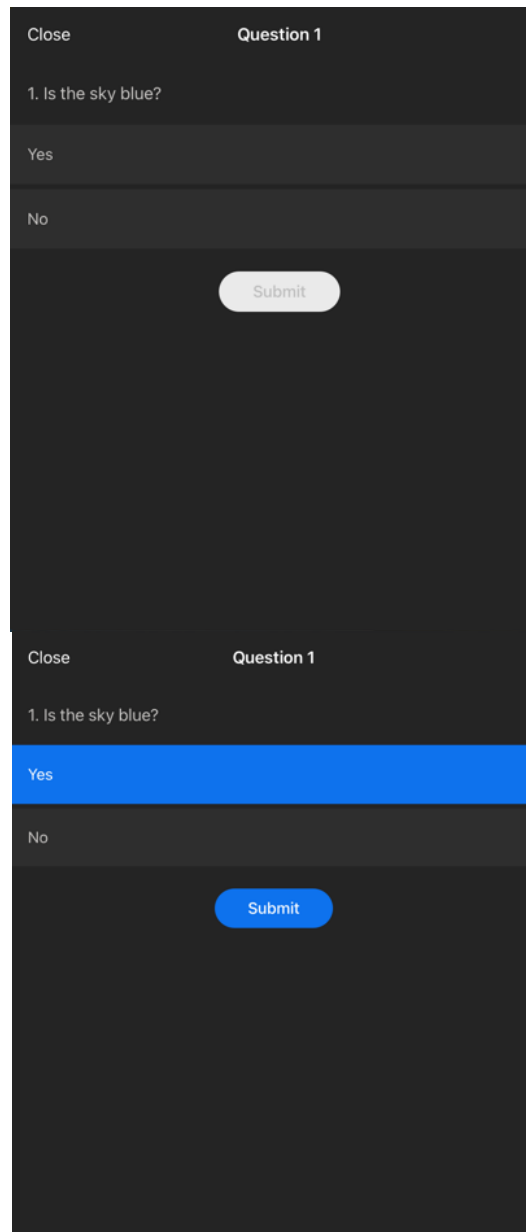 Close Question 1
1. Is the sky blue?
Yes
No
Submit
Close Question 1
1. Is the sky blue?
Yes
No
Submit